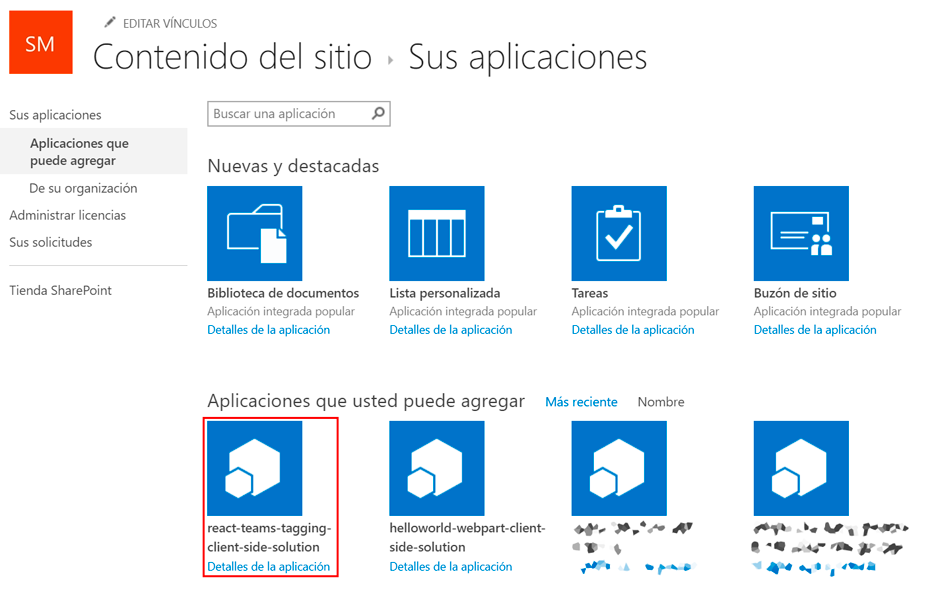 SM
EDITAR VÍNCULOS
Contenido del sitio ▸ Sus aplicaciones
Sus aplicaciones
Aplicaciones que
puede agregar
De su organización
Administrar licencias
Sus solicitudes
Tienda SharePoint
Buscar una aplicación
Nuevas y destacadas
Biblioteca de documentos
Aplicación integrada popular
Detalles de la aplicación
Lista personalizada
Aplicación integrada popular
Detalles de la aplicación
Tareas
Aplicación integrada popular
Detalles de la aplicación
Buzón de sitio
Aplicación integrada popular
Detalles de la aplicación
Aplicaciones que usted puede agregar
Más reciente
Nombre
react-teams-tagging-
client-side-solution
Detalles de la aplicación
helloworld-webpart-client-
side-solution
Detalles de la aplicación